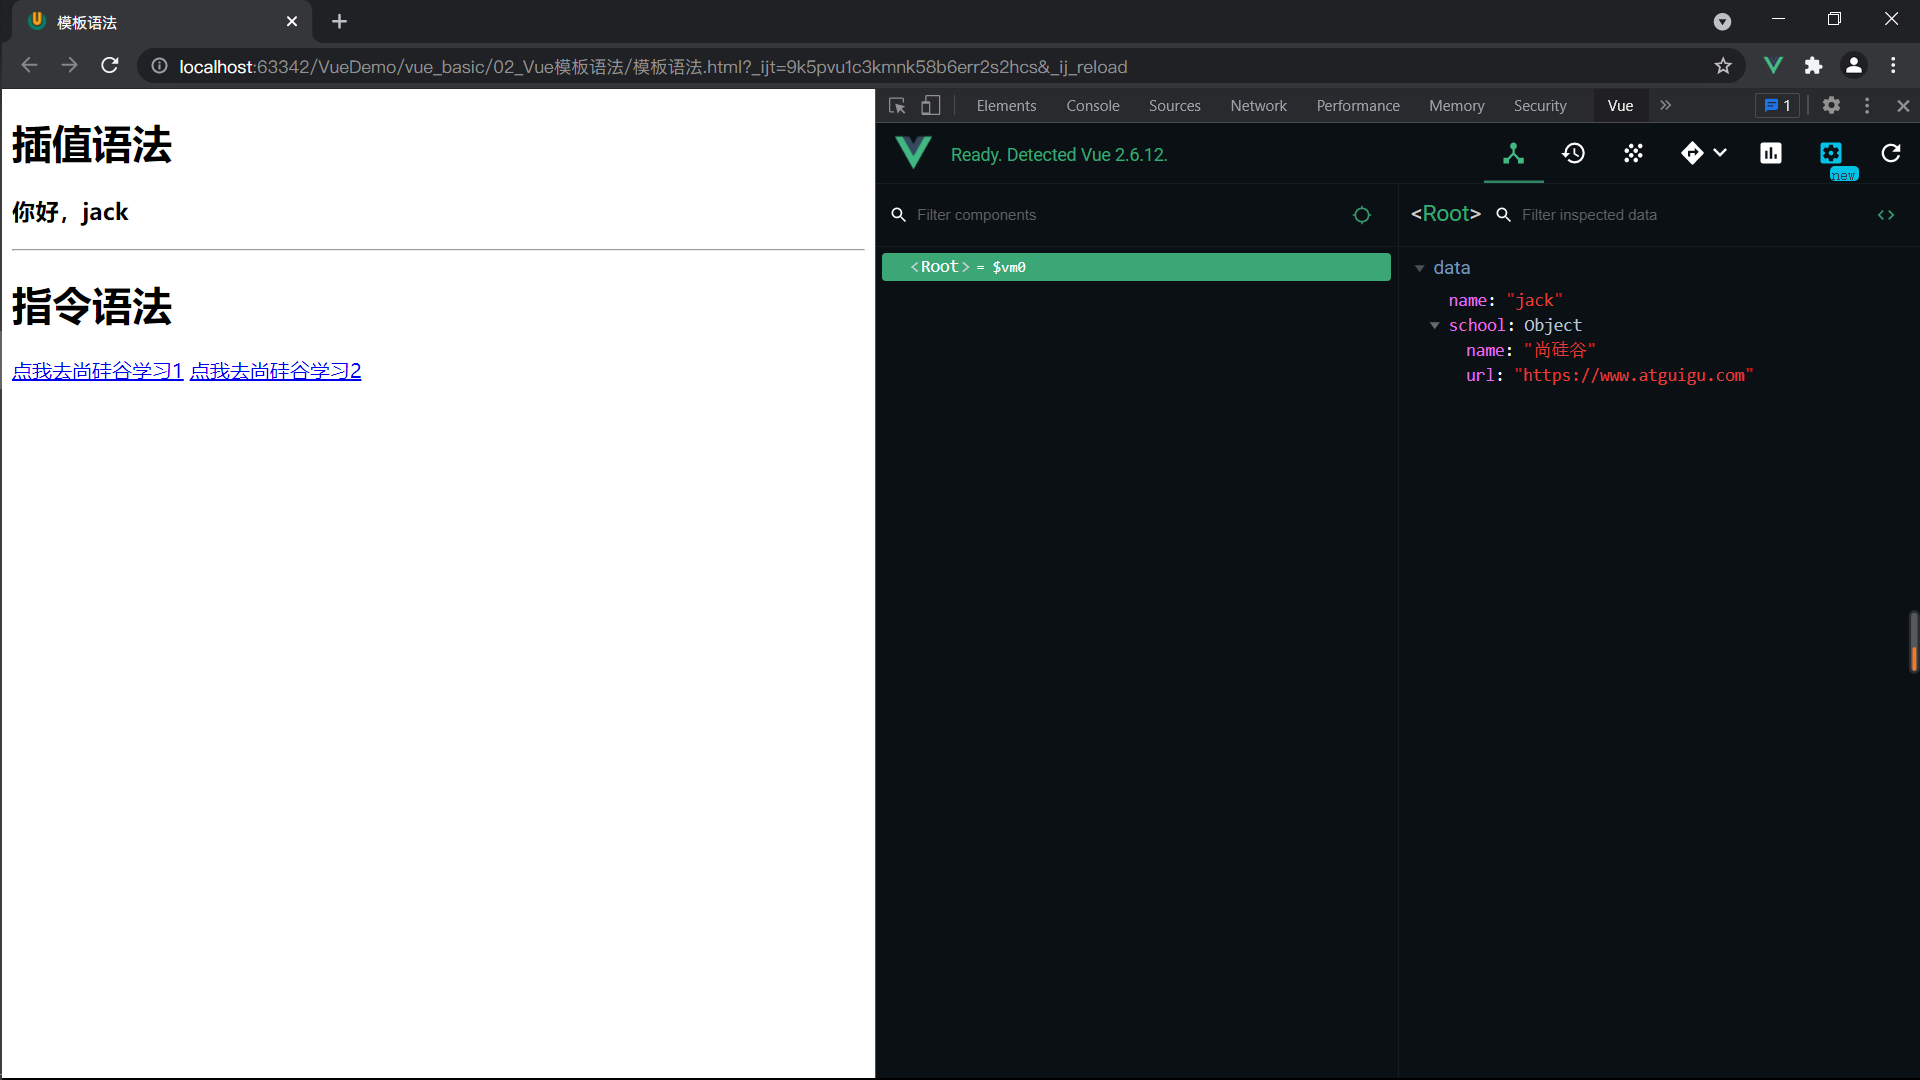 模板语法
localhost:63342/VueDemo/vue_basic/02_Vue模板语法/模板语法.html?_ijt=9k5pvu1c3kmnk58b6err2s2hcs&_ij_reload
插值语法
你好，jack
指令语法
点我去尚硅谷学习1 点我去尚硅谷学习2
Elements Console Sources Network Performance Memory Security Vue » 1
Ready. Detected Vue 2.6.12.
new
Filter components
<Root> = $vm0
<Root> Filter inspected data
data
name: "jack"
school: Object
name: "尚硅谷"
url: "https://www.atguigu.com"